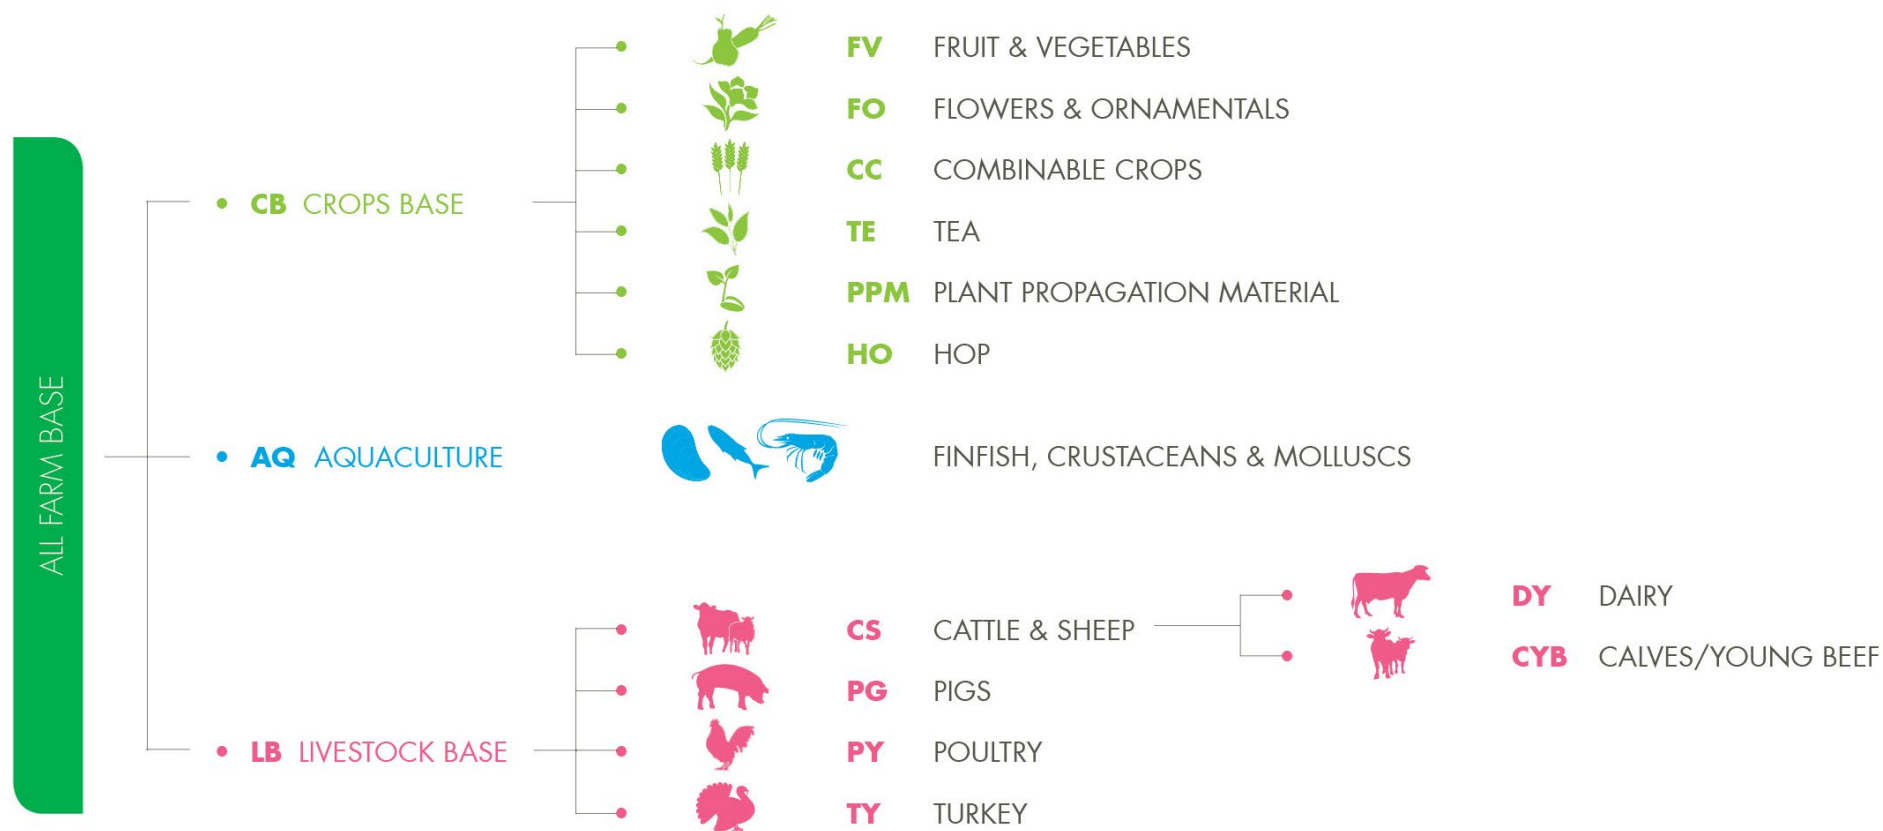 ALL FARM BASE
CB CROPS BASE
FV FRUIT & VEGETABLES
FO FLOWERS & ORNAMENTALS
CC COMBINABLE CROPS
TE TEA
PPM PLANT PROPAGATION MATERIAL
HO HOP
AQ AQUACULTURE
FINFISH, CRUSTACEANS & MOLLUSCS
LB LIVESTOCK BASE
CS CATTLE & SHEEP
DY DAIRY
CYB CALVES/YOUNG BEEF
PG PIGS
PY POULTRY
TY TURKEY